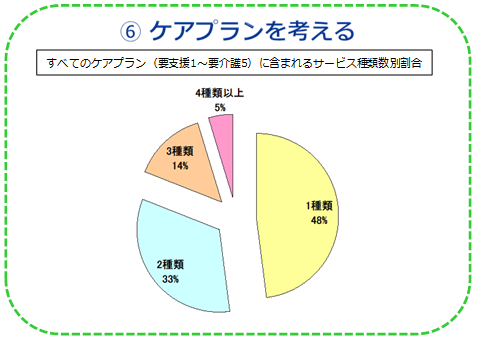 ⑥ ケアプランを考える
すべてのケアプラン（要支援1～要介護5）に含まれるサービス種類数別割合
4種類以上
5%
3種類
14%
1種類
48%
2種類
33%